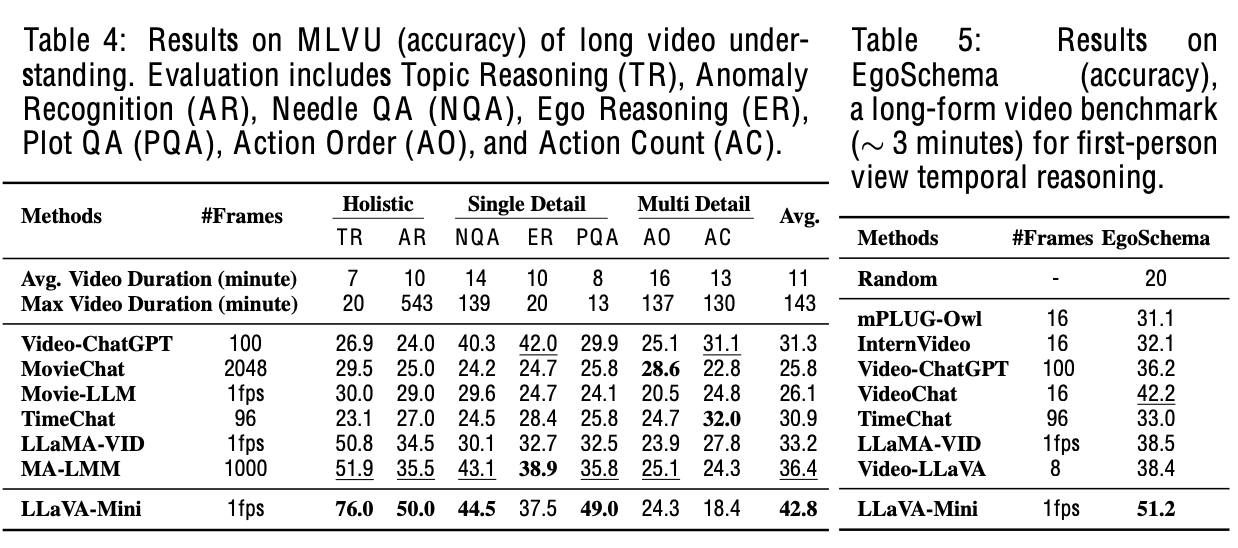 Table 4: Results on MLVU (accuracy) of long video under-
standing. Evaluation includes Topic Reasoning (TR), Anomaly
Recognition (AR), Needle QA (NQA), Ego Reasoning (ER),
Plot QA (PQA), Action Order (AO), and Action Count (AC).
Methods #Frames Holistic Single Detail Multi Detail Avg.
TR AR NQA ER PQA AO AC
Avg. Video Duration (minute) 7 10 14 10 8 16 13 11
Max Video Duration (minute) 20 543 139 20 13 137 130 143
Video-ChatGPT 100 26.9 24.0 40.3 42.0 29.9 25.1 31.1 31.3
MovieChat 2048 29.5 25.0 24.2 24.7 25.8 28.6 22.8 25.8
Movie-LLM 1fps 30.0 29.0 29.6 24.7 24.1 20.5 24.8 26.1
TimeChat 96 23.1 27.0 24.5 28.4 25.8 24.7 32.0 30.9
LLaMA-VID 1fps 50.8 34.5 30.1 32.7 32.5 23.9 27.8 33.2
MA-LMM 1000 51.9 35.5 43.1 38.9 35.8 25.1 24.3 36.4
LLaVA-Mini 1fps 76.0 50.0 44.5 37.5 49.0 24.3 18.4 42.8
Table 5: Results on
EgoSchema (accuracy),
a long-form video benchmark
(∼ 3 minutes) for first-person
view temporal reasoning.
Methods #Frames EgoSchema
Random - 20
mPLUG-Owl 16 31.1
InternVideo 16 32.1
Video-ChatGPT 100 36.2
VideoChat 16 42.2
TimeChat 96 33.0
LLaMA-VID 1fps 38.5
Video-LLaVA 8 38.4
LLaVA-Mini 1fps 51.2